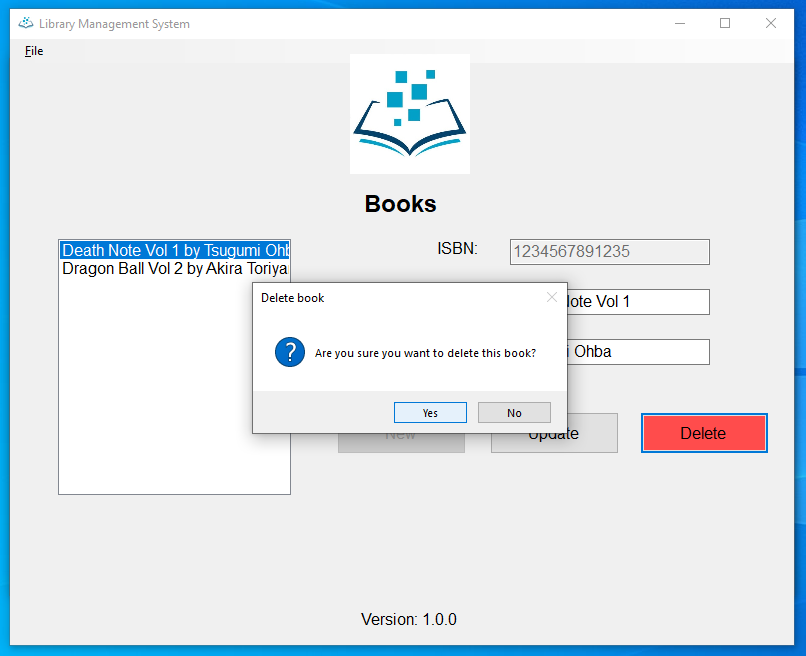 Library Management System
File
Books
Death Note Vol 1 by Tsugumi Ohb
Dragon Ball Vol 2 by Akira Toriya
ISBN:
1234567891235
Note Vol 1
Ohba
Delete book
Are you sure you want to delete this book?
Yes
No
New
Update
Delete
Version: 1.0.0